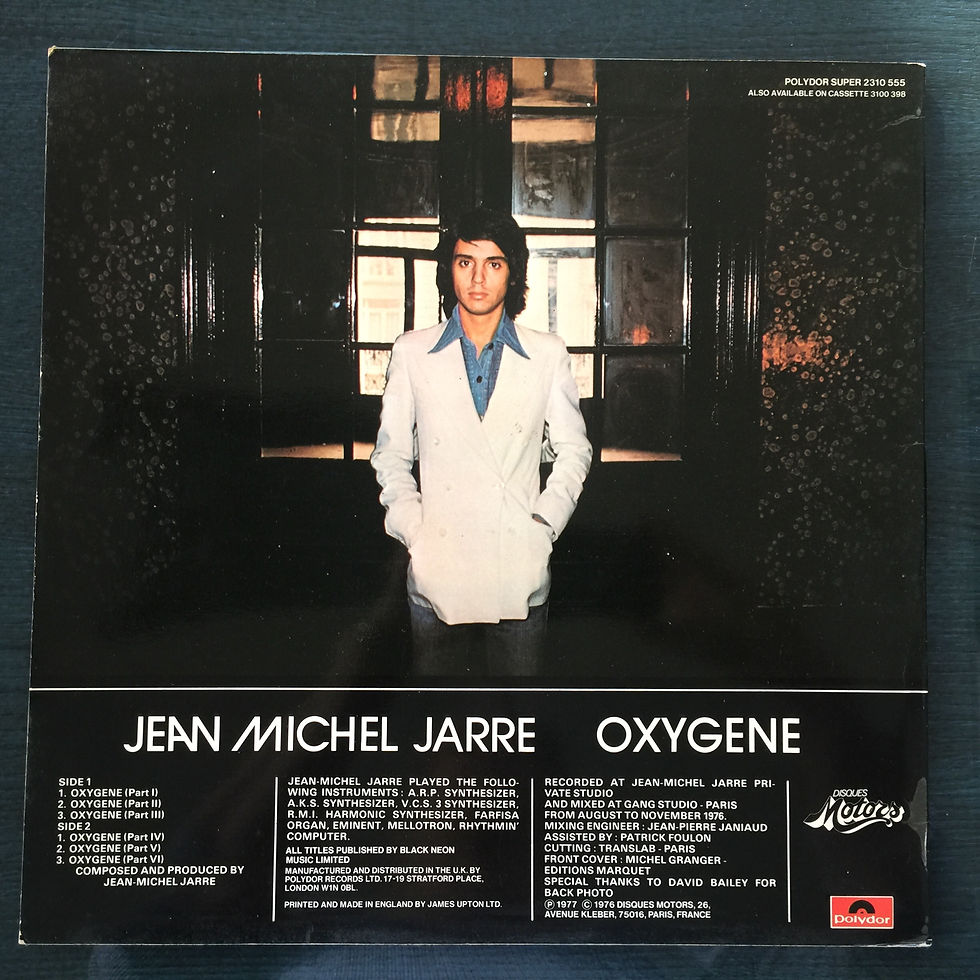 POLYDOR SUPER 2310 555
ALSO AVAILABLE ON CASSETTE 3100 398
JEAN MICHEL JARRE OXYGENE
SIDE 1
1. OXYGENE (Part I)
2. OXYGENE (Part II)
3. OXYGENE (Part III)
SIDE 2
1. OXYGENE (Part IV)
2. OXYGENE (Part V)
3. OXYGENE (Part VI)
COMPOSED AND PRODUCED BY
JEAN-MICHEL JARRE
JEAN-MICHEL JARRE PLAYED THE FOLLO-
WING INSTRUMENTS : A.R.P. SYNTHESIZER,
A.K.S. SYNTHESIZER, V.C.S. 3 SYNTHESIZER,
R.M.I. HARMONIC SYNTHESIZER, FARFISA
ORGAN, EMINENT, MELLOTRON, RHYTHMIN'
COMPUTER.
ALL TITLES PUBLISHED BY BLACK NEON
MUSIC LIMITED
MANUFACTURED AND DISTRIBUTED IN THE U.K. BY
POLYDOR RECORDS LTD. 17-19 STRATFORD PLACE,
LONDON W1N 0BL.
PRINTED AND MADE IN ENGLAND BY JAMES UPTON LTD.
RECORDED AT JEAN-MICHEL JARRE PRI-
VATE STUDIO
AND MIXED AT GANG STUDIO - PARIS
FROM AUGUST TO NOVEMBER 1976.
MIXING ENGINEER : JEAN-PIERRE JANIAUD
ASSISTED BY : PATRICK FOULON
CUTTING : TRANSLAB - PARIS
FRONT COVER : MICHEL GRANGER -
EDITIONS MARQUET
SPECIAL THANKS TO DAVID BAILEY FOR
BACK PHOTO
Ⓟ 1977 © 1976 DISQUES MOTORS, 26,
AVENUE KLEBER, 75016, PARIS, FRANCE
DISQUES
Motors
polydor